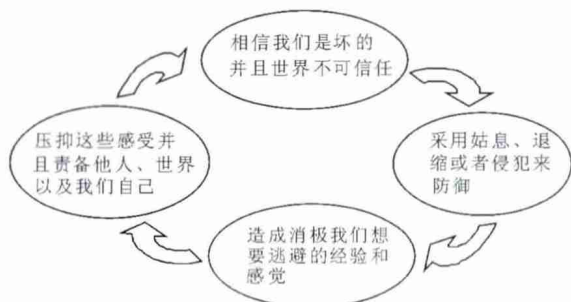 相信我们是坏的
并且世界不可信任
采用姑息、退
缩或者侵犯来
防御
造成消极我们想
要逃避的经验和
感觉
压抑这些感受并
且责备他人、世界
以及我们自己